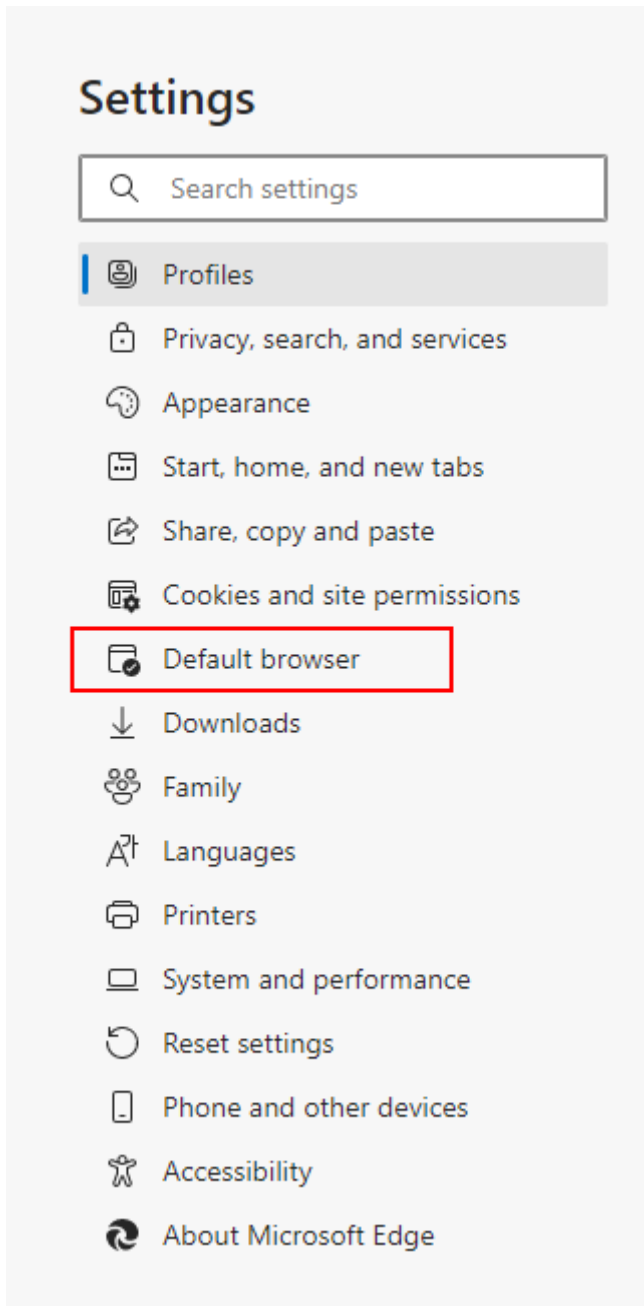 Settings
Search settings
Profiles
Privacy, search, and services
Appearance
Start, home, and new tabs
Share, copy and paste
Cookies and site permissions
Default browser
Downloads
Family
Languages
Printers
System and performance
Reset settings
Phone and other devices
Accessibility
About Microsoft Edge